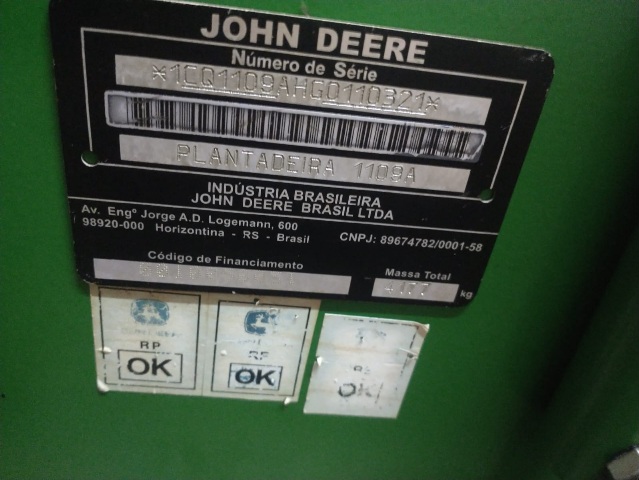 JOHN DEERE
Número de Série
*1CQ1109AHG0110321*
PLANTADEIRA 1109A
INDÚSTRIA BRASILEIRA
JOHN DEERE BRASIL LTDA
Av. Engº Jorge A.D. Logemann, 600
98920-000 Horizontina - RS - Brasil
CNPJ: 89674782/0001-58
Código de Financiamento
Massa Total
kg
RP
OK
OK
OK